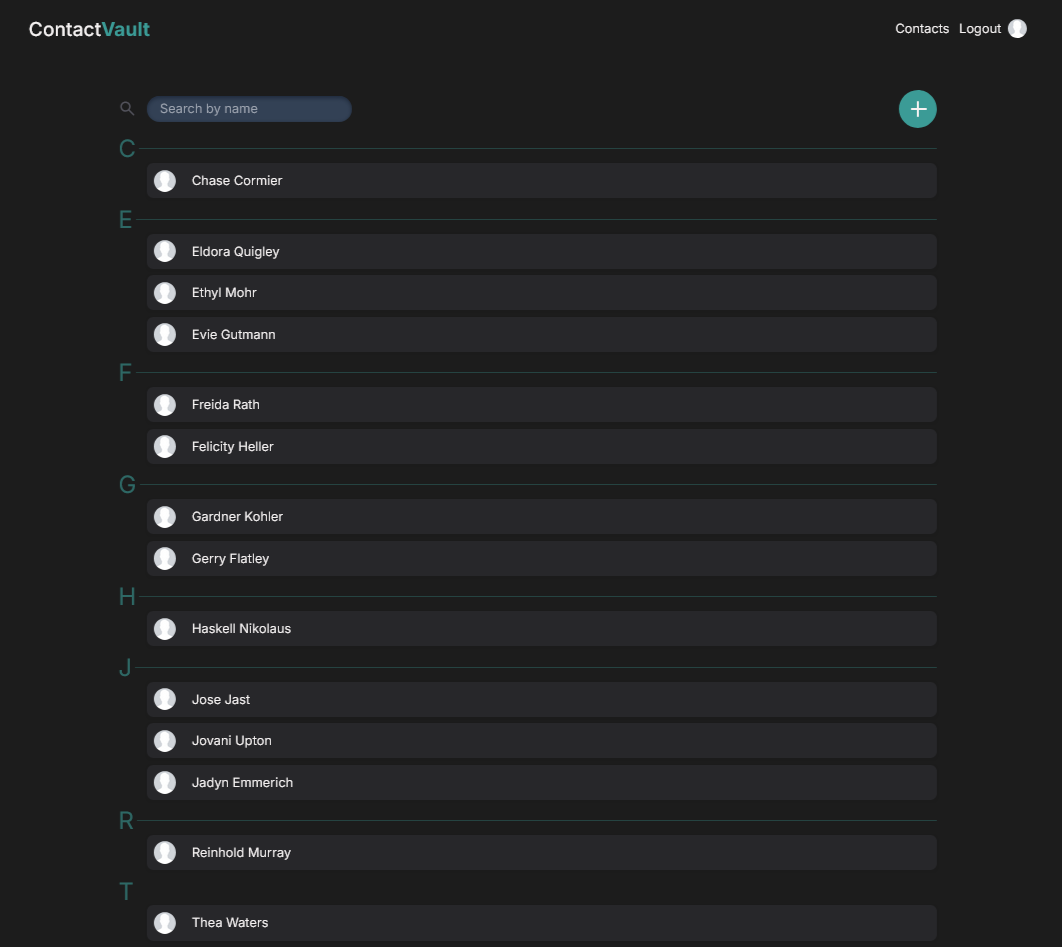 ContactVault
Contacts Logout
Search by name
C
Chase Cormier
E
Eldora Quigley
Ethyl Mohr
Evie Gutmann
F
Freida Rath
Felicity Heller
G
Gardner Kohler
Gerry Flatley
H
Haskell Nikolaus
J
Jose Jast
Jovani Upton
Jadyn Emmerich
R
Reinhold Murray
T
Thea Waters